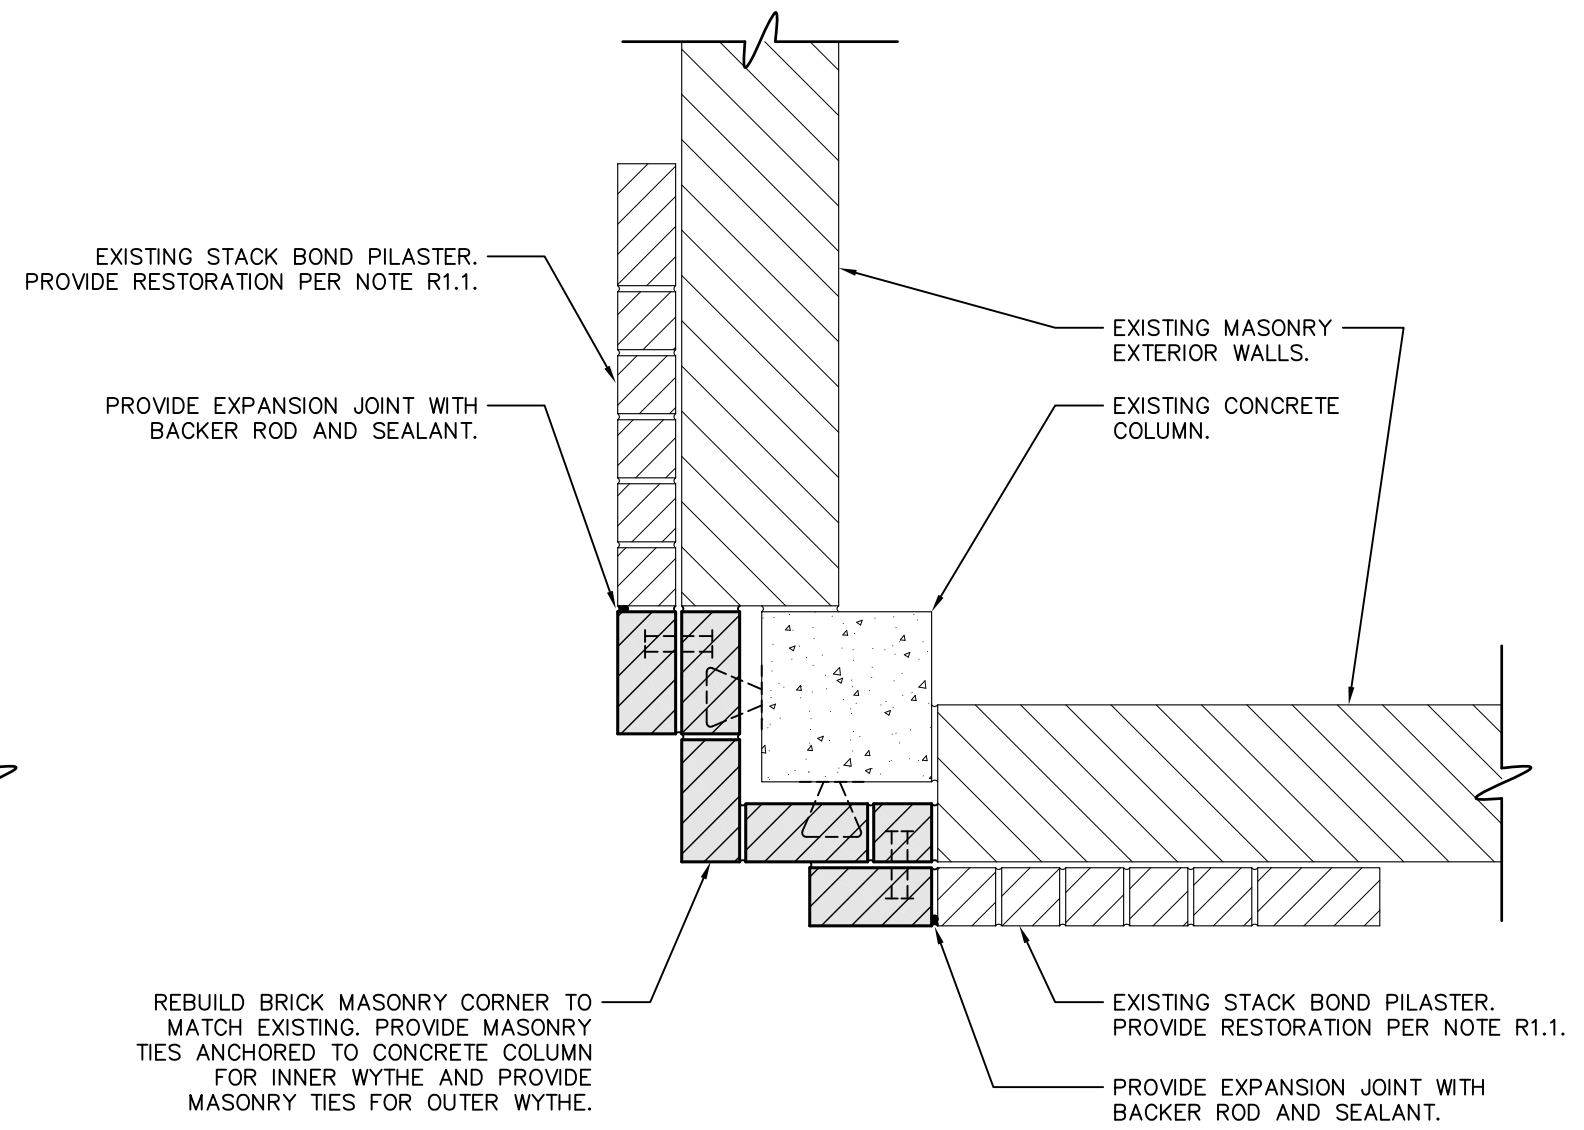 EXISTING STACK BOND PILASTER.
PROVIDE RESTORATION PER NOTE R1.1.
PROVIDE EXPANSION JOINT WITH
BACKER ROD AND SEALANT.
EXISTING MASONRY
EXTERIOR WALLS.
EXISTING CONCRETE
COLUMN.
REBUILD BRICK MASONRY CORNER TO
MATCH EXISTING. PROVIDE MASONRY
TIES ANCHORED TO CONCRETE COLUMN
FOR INNER WYTHE AND PROVIDE
MASONRY TIES FOR OUTER WYTHE.
EXISTING STACK BOND PILASTER.
PROVIDE RESTORATION PER NOTE R1.1.
PROVIDE EXPANSION JOINT WITH
BACKER ROD AND SEALANT.